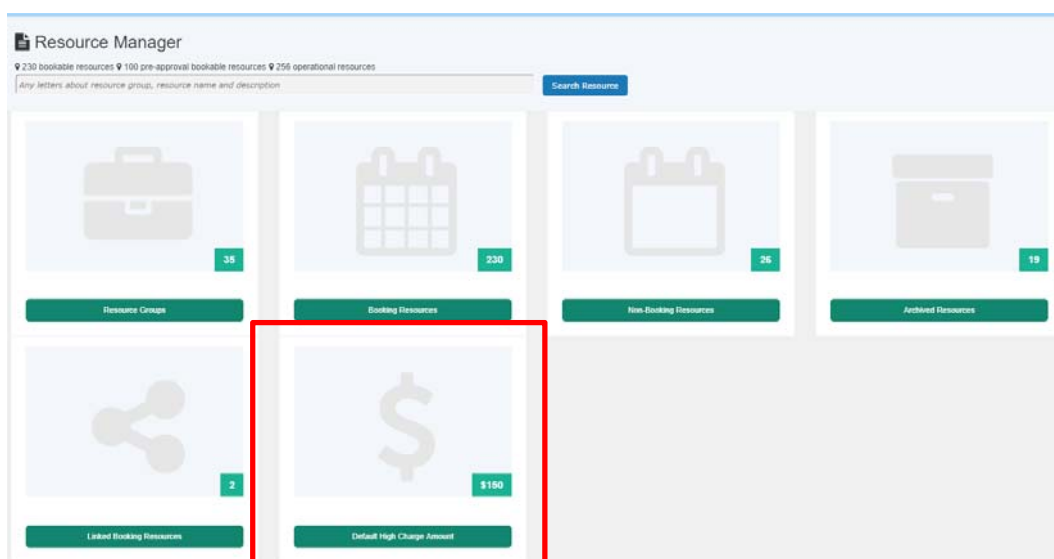 Resource Manager
230 bookable resources 100 pre-approval bookable resources 256 operational resources
Any letters about resource group, resource name and description
Search Resource
35
230
26
19
Resource Groups
Booking Resources
Non-Booking Resources
Archived Resources
2
$150
Linked Booking Resources
Default High Charge Amount